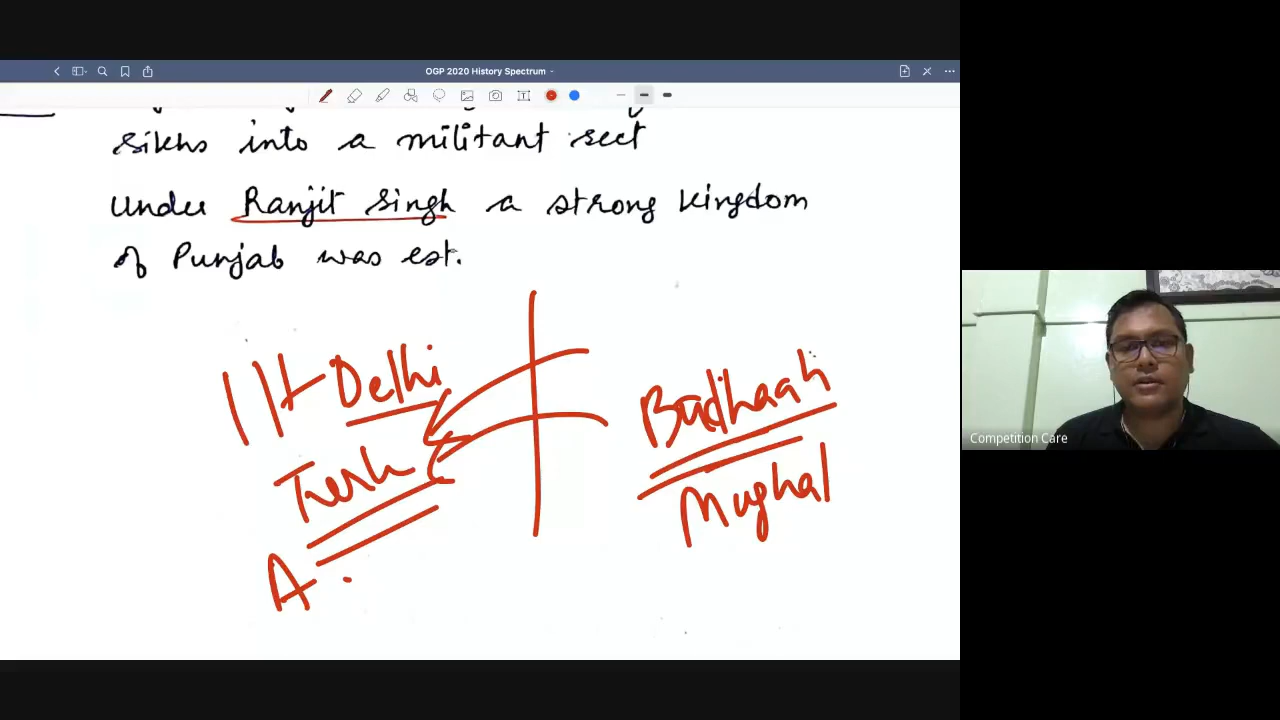 OGP 2020 History Spectrum
sikhs into a militant sect
under Ranjit singh a strong kingdom
of Punjab was est.
Delhi
Badhaah
Mughal
A
Competition Care